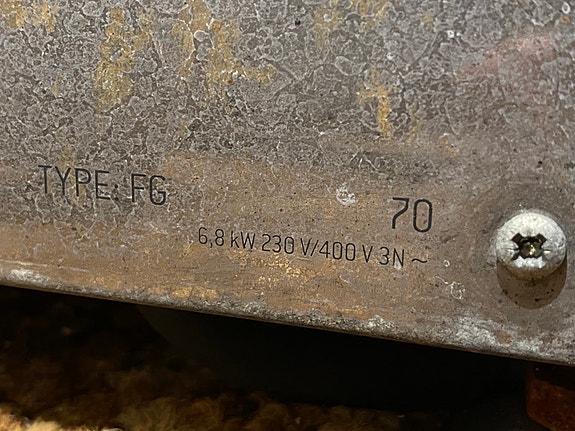 TYPE: FG 70
6,8 kW 230 V/400 V 3N ~